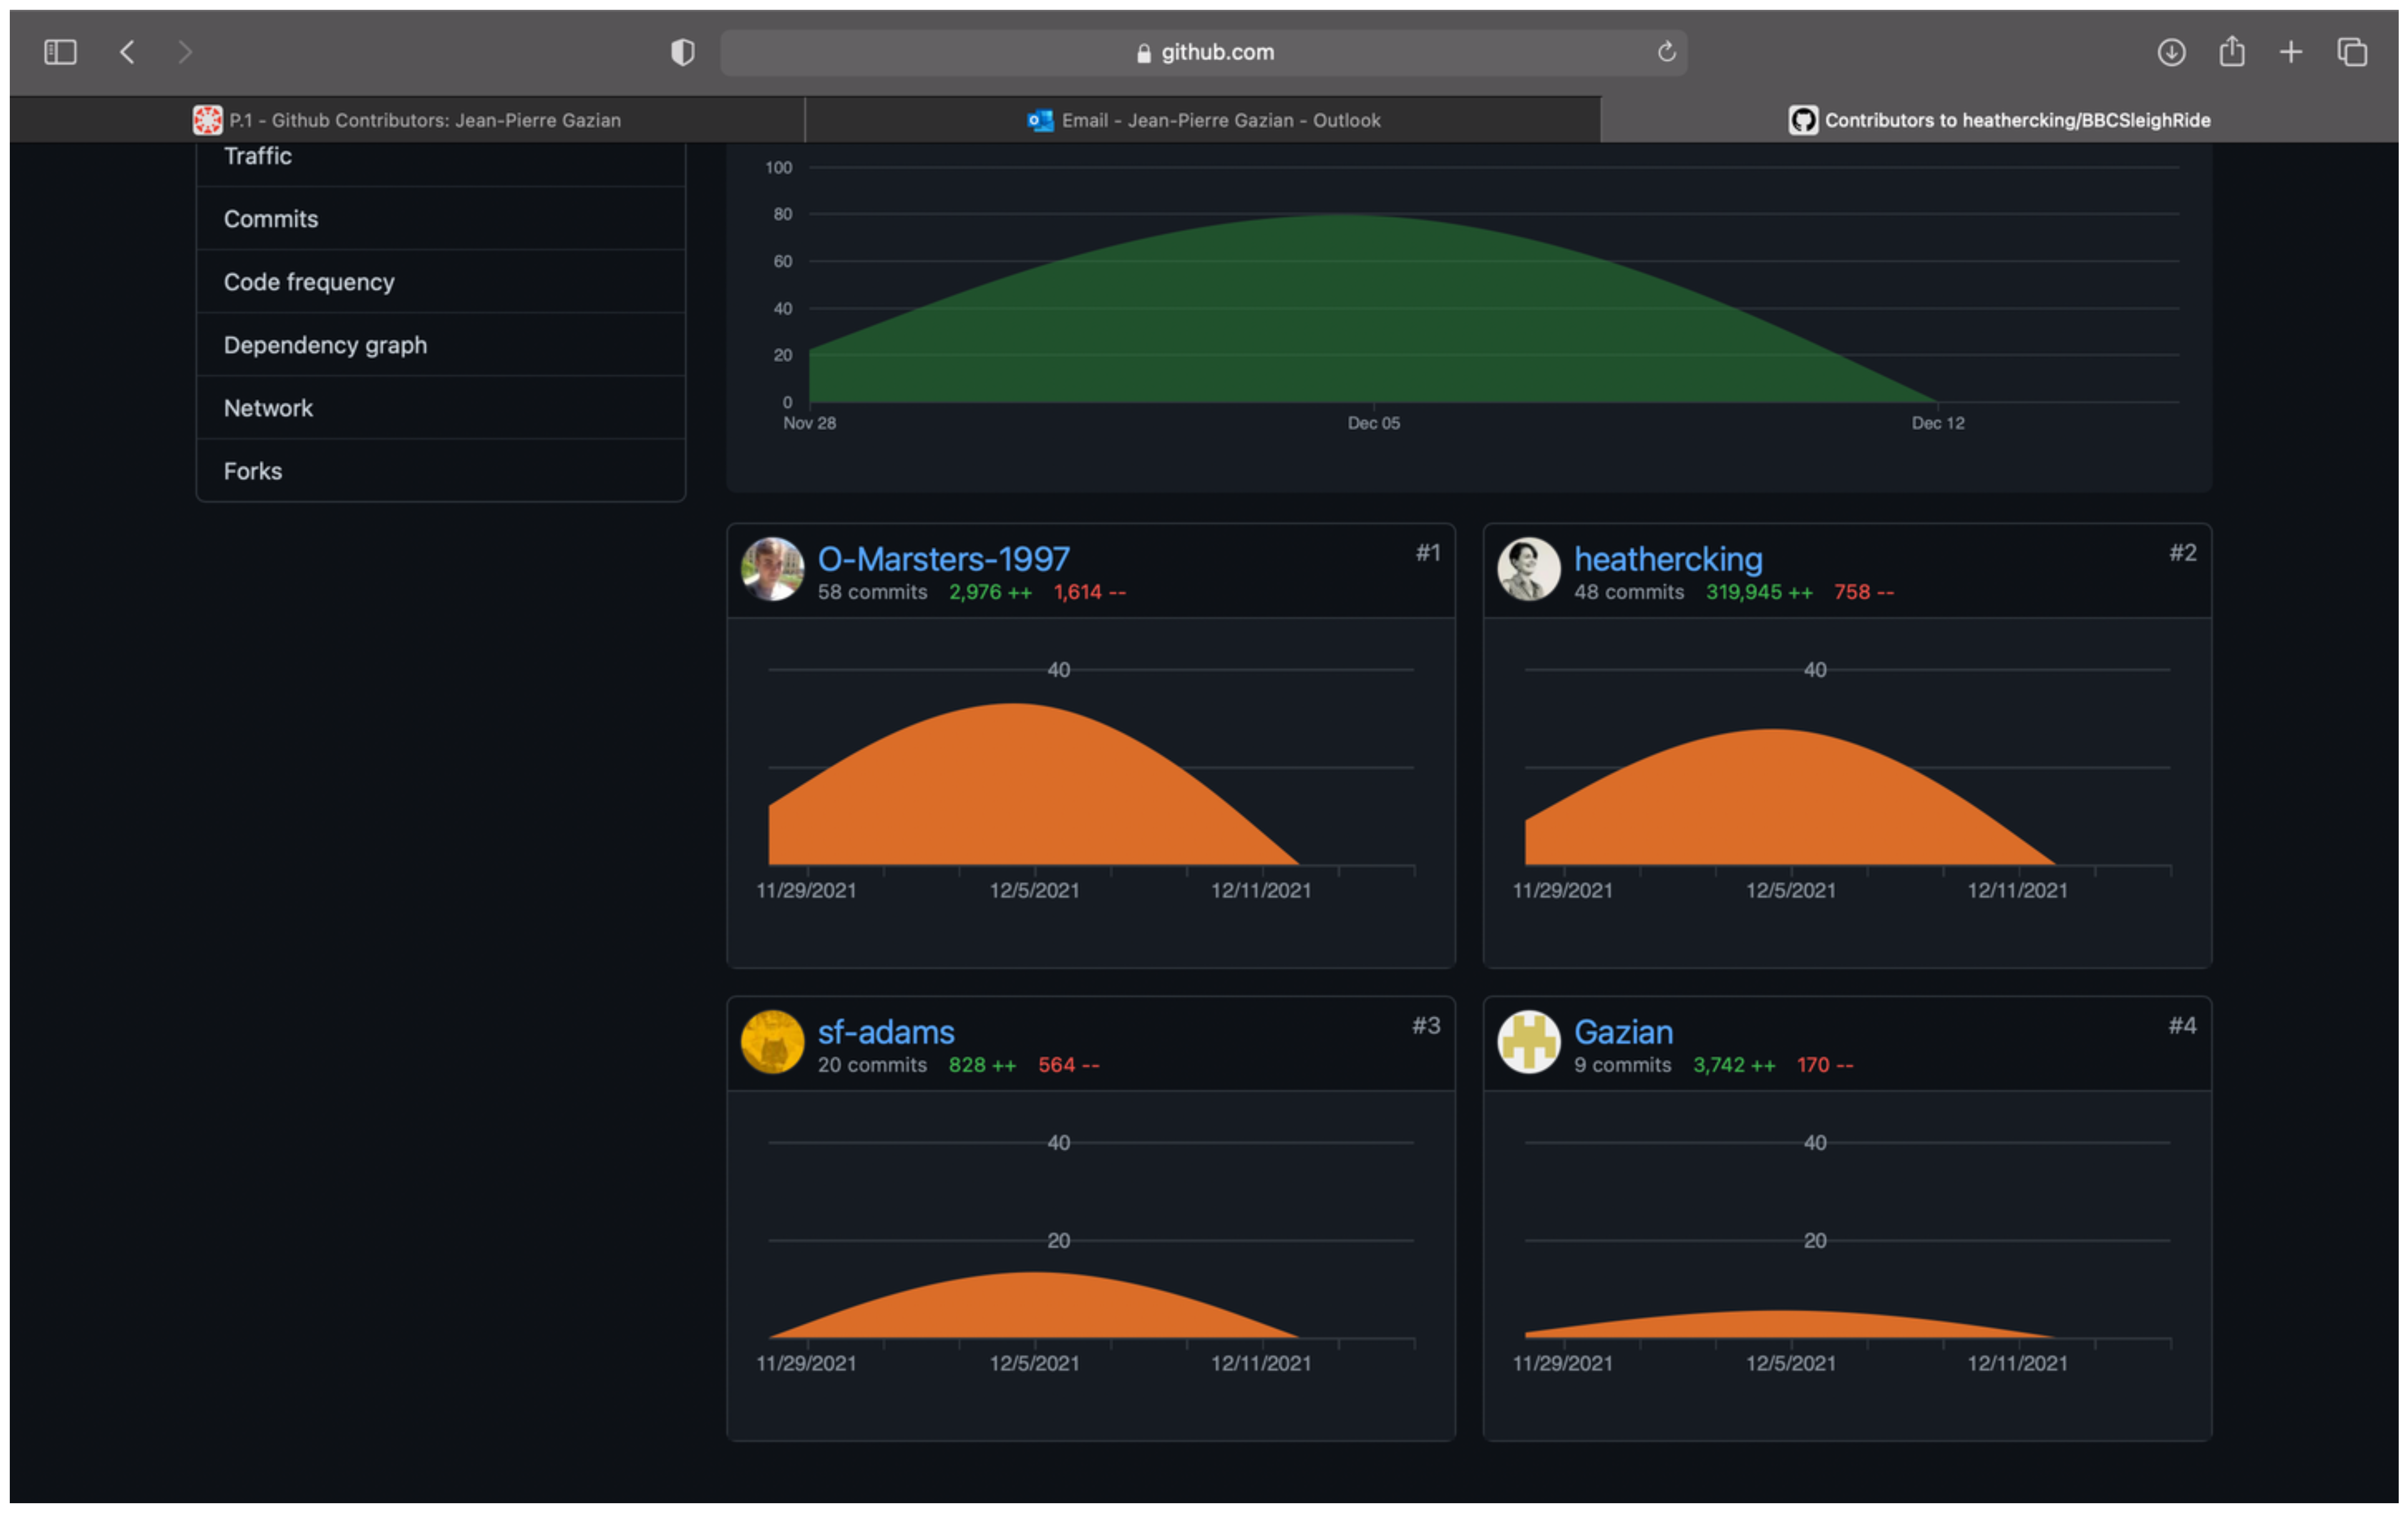 github.com
P.1 - Github Contributors: Jean-Pierre Gazian
Email - Jean-Pierre Gazian - Outlook
Contributors to heathercking/BBCSleighRide
Traffic
Commits
Code frequency
Dependency graph
Network
Forks
100
80
60
40
20
0
Nov 28 Dec 05 Dec 12
O-Marsters-1997 #1
58 commits 2,976 ++ 1,614 --
40
11/29/2021 12/5/2021 12/11/2021
heathercking #2
48 commits 319,945 ++ 758 --
40
11/29/2021 12/5/2021 12/11/2021
sf-adams #3
20 commits 828 ++ 564 --
40
20
11/29/2021 12/5/2021 12/11/2021
Gazian #4
9 commits 3,742 ++ 170 --
40
20
11/29/2021 12/5/2021 12/11/2021